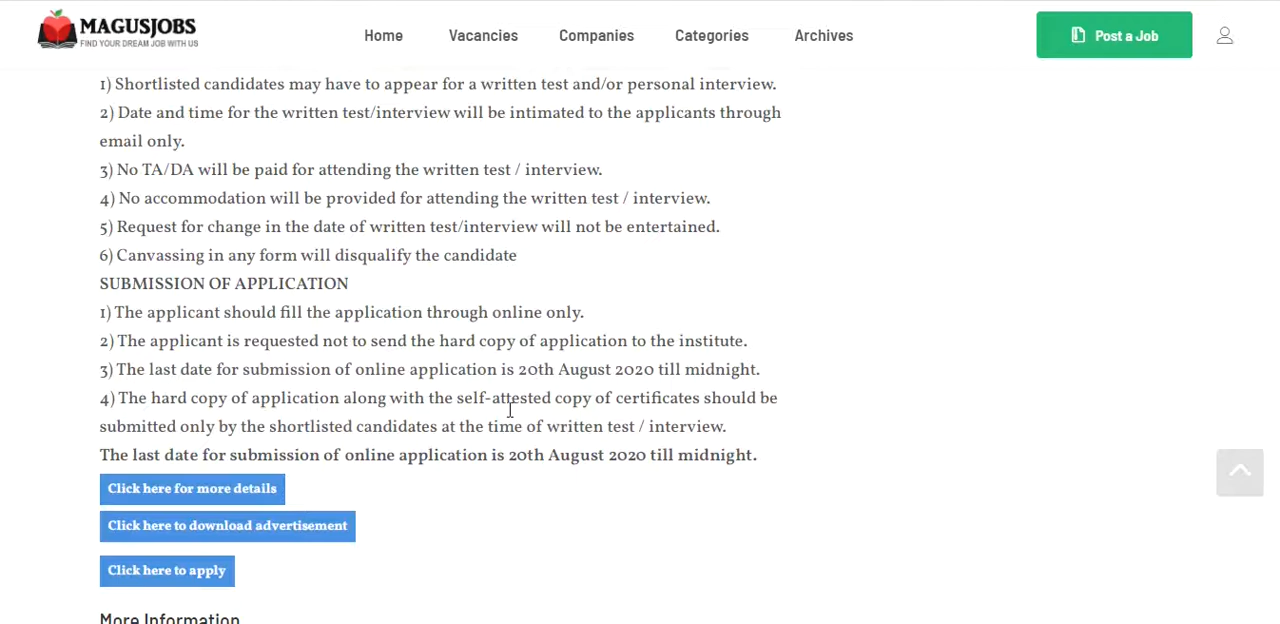 MAGUSJOBS
FIND YOUR DREAM JOB WITH US
Home
Vacancies
Companies
Categories
Archives
Post a Job
1) Shortlisted candidates may have to appear for a written test and/or personal interview.
2) Date and time for the written test/interview will be intimated to the applicants through
email only.
3) No TA/DA will be paid for attending the written test / interview.
4) No accommodation will be provided for attending the written test / interview.
5) Request for change in the date of written test/interview will not be entertained.
6) Canvassing in any form will disqualify the candidate
SUBMISSION OF APPLICATION
1) The applicant should fill the application through online only.
2) The applicant is requested not to send the hard copy of application to the institute.
3) The last date for submission of online application is 20th August 2020 till midnight.
4) The hard copy of application along with the self-attested copy of certificates should be
submitted only by the shortlisted candidates at the time of written test / interview.
The last date for submission of online application is 20th August 2020 till midnight.
Click here for more details
Click here to download advertisement
Click here to apply
More Information